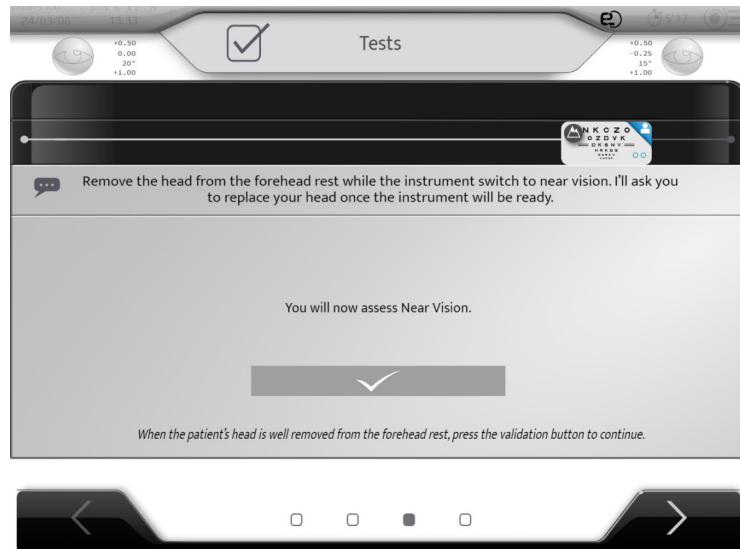 24/03/06 13:33
Tests
5'17
+0.50
0.00
20°
+1.00
+0.50
-0.25
15°
+1.00
N K C Z O
O Z D V K
D K S N V
Remove the head from the forehead rest while the instrument switch to near vision. I'll ask you
to replace your head once the instrument will be ready.
You will now assess Near Vision.
When the patient's head is well removed from the forehead rest, press the validation button to continue.